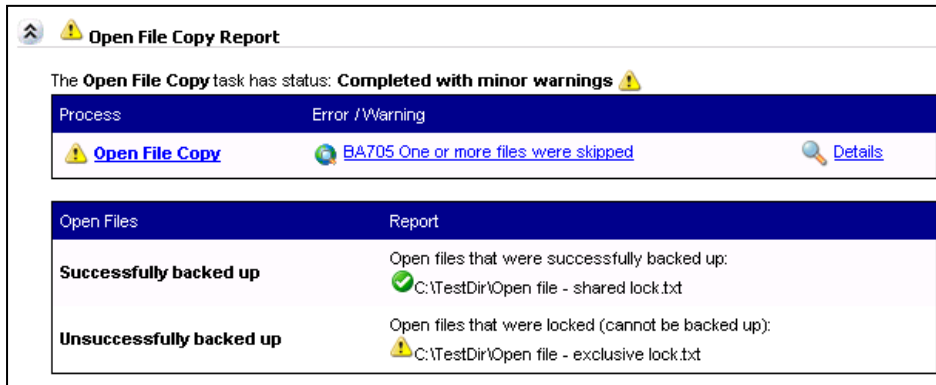 Open File Copy Report
The Open File Copy task has status: Completed with minor warnings
Process Error / Warning
Open File Copy BA705 One or more files were skipped Details
Open Files Report
Successfully backed up Open files that were successfully backed up:
C:\TestDir\Open file - shared lock.txt
Unsuccessfully backed up Open files that were locked (cannot be backed up):
C:\TestDir\Open file - exclusive lock.txt